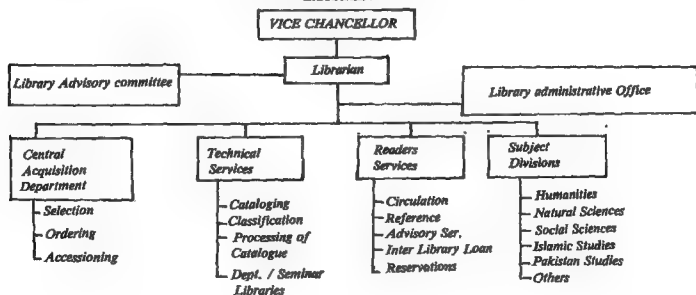 VICE CHANCELLOR
Librarian
Library Advisory committee
Library administrative Office
Central
Acquisition
Department
Selection
Ordering
Accessioning
Technical
Services
Cataloging
Classification
Processing of
Catalogue
Dept. / Seminar
Libraries
Readers
Services
Circulation
Reference
Advisory Ser.
Inter Library Loan
Reservations
Subject
Divisions
Humanities
Natural Sciences
Social Sciences
Islamic Studies
Pakistan Studies
Others